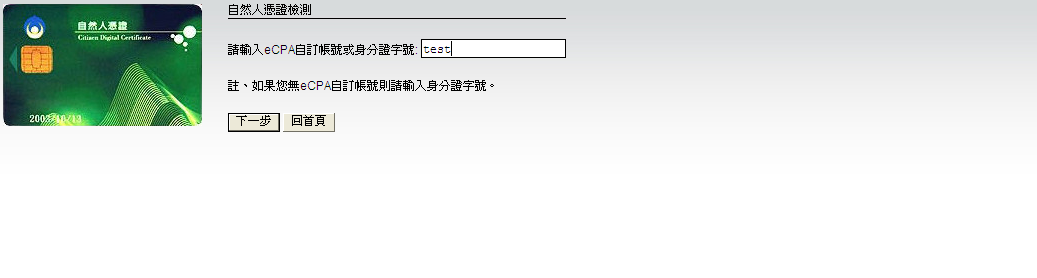 自然人憑證
Citizen Digital Certificate
2003/10/13
自然人憑證檢測
請輸入eCPA自訂帳號或身分證字號: test
註、如果您無eCPA自訂帳號則請輸入身分證字號。
下一步 回首頁